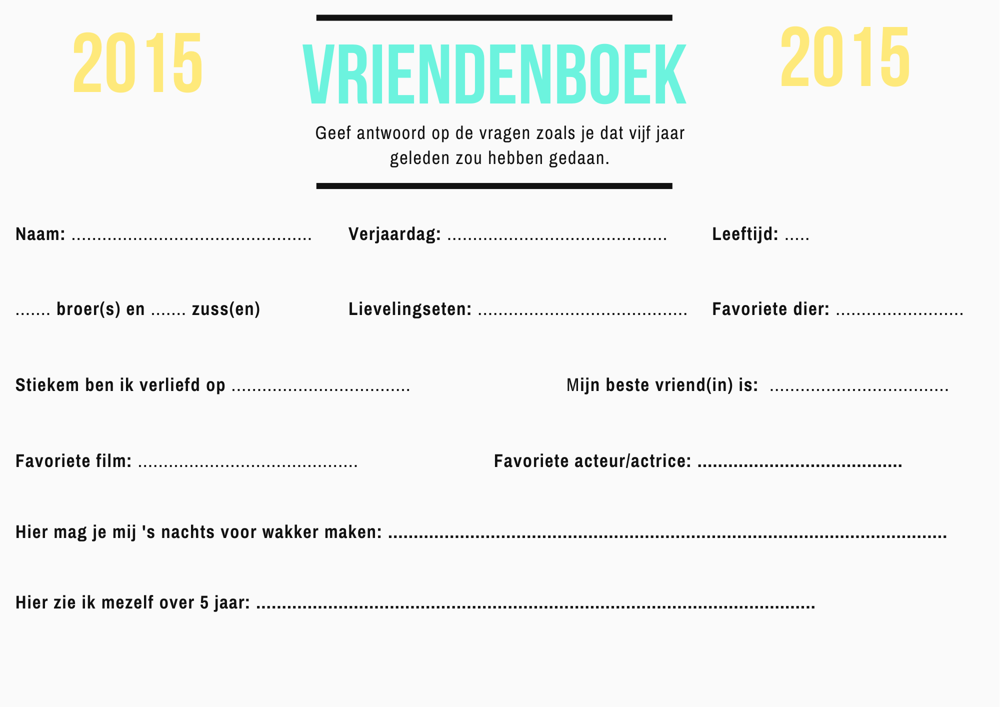 2015
VRIENDENBOEK
2015
Geef antwoord op de vragen zoals je dat vijf jaar
geleden zou hebben gedaan.
Naam: ............................................... Verjaardag: ........................................... Leeftijd: .....
....... broer(s) en ....... zuss(en) Lievelingseten: ......................................... Favoriete dier: .........................
Stiekem ben ik verliefd op ................................... Mijn beste vriend(in) is: ...................................
Favoriete film: ........................................... Favoriete acteur/actrice: ........................................
Hier mag je mij 's nachts voor wakker maken: .............................................................................................................
Hier zie ik mezelf over 5 jaar: .............................................................................................................